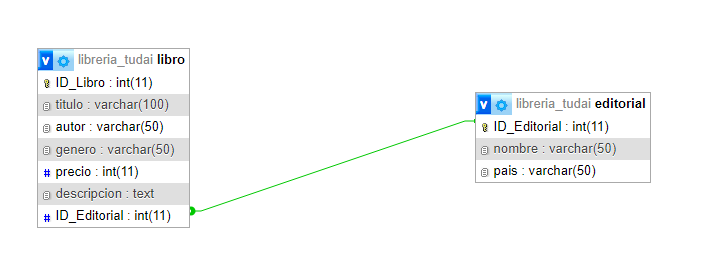 v libreria_tudai libro
ID_Libro : int(11)
titulo : varchar(100)
autor : varchar(50)
genero : varchar(50)
# precio : int(11)
descripcion : text
# ID_Editorial : int(11)
v libreria_tudai editorial
ID_Editorial : int(11)
nombre : varchar(50)
pais : varchar(50)